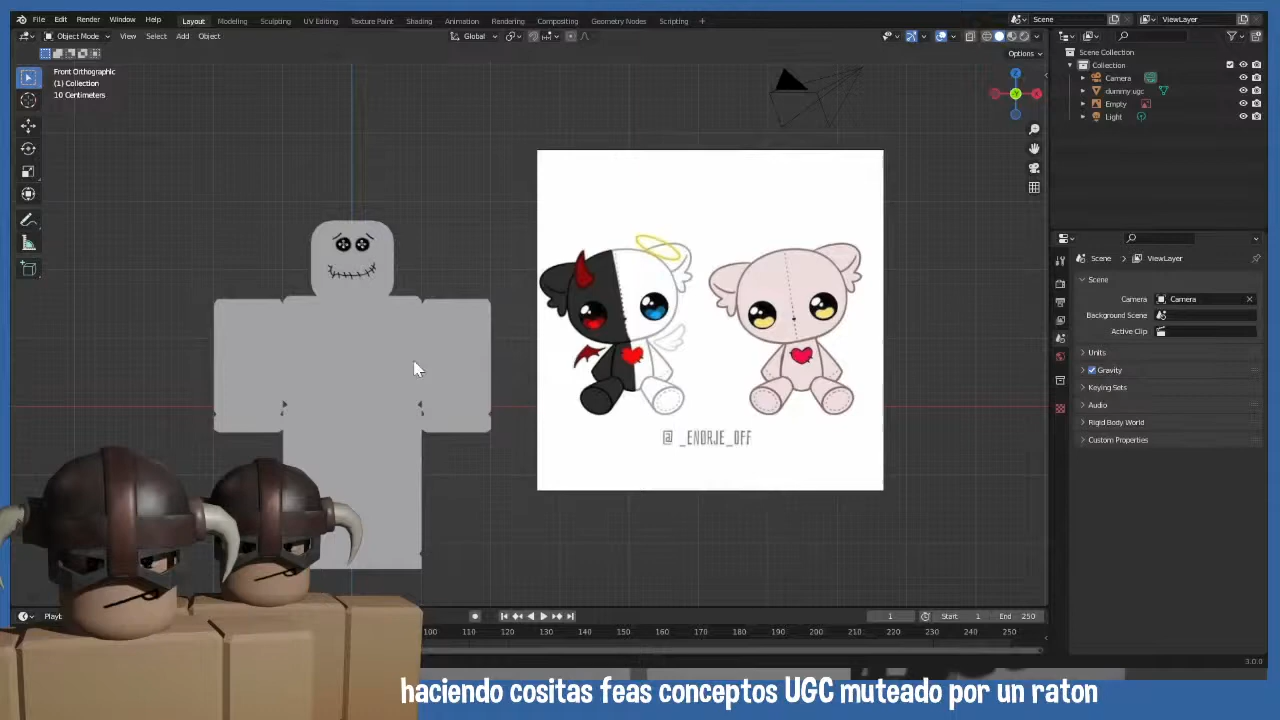 File Edit Render Window Help Layout Modeling Sculpting UV Editing Texture Paint Shading Animation Rendering Compositing Geometry Nodes Scripting + Scene ViewLayer
Object Mode View Select Add Object Global
Options
Front Orthographic
(1) Collection
10 Centimeters
Scene Collection
Collection
Camera
dummy ugc
Empty
Light
Scene ViewLayer
Scene
Camera Camera
Background Scene
Active Clip
Units
Gravity
Keying Sets
Audio
Rigid Body World
Custom Properties
@ _ENDRJE_OFF
1 Start 1 End 250
100 110 120 130 140 150 160 170 180 190 200 210 220 230 240 250
3.0.0
haciendo cositas feas conceptos UGC muteado por un raton